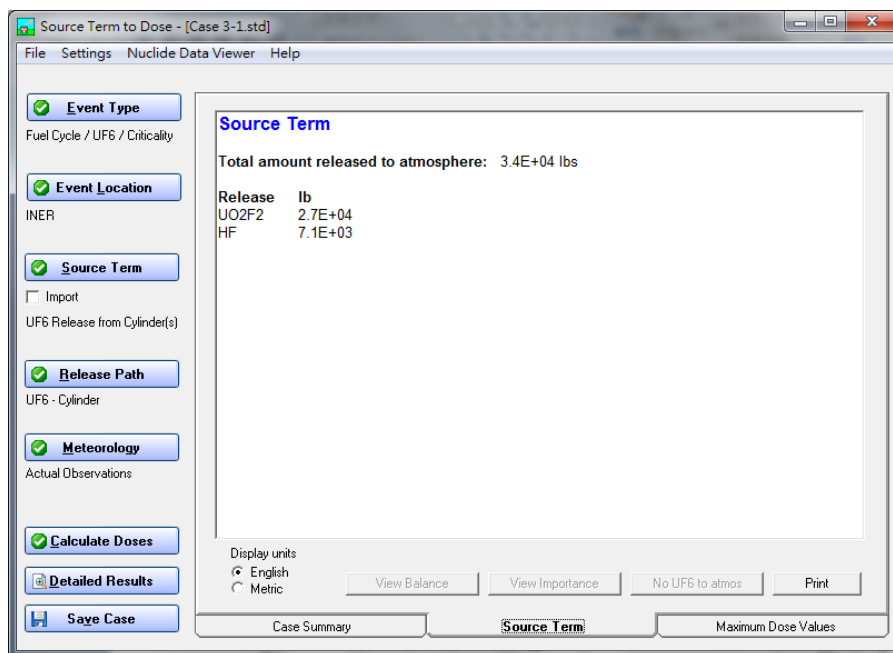 Source Term to Dose - [Case 3-1.std]
File Settings Nuclide Data Viewer Help
Event Type
Fuel Cycle / UF6 / Criticality
Event Location
INER
Source Term
Import
UF6 Release from Cylinder(s)
Release Path
UF6 - Cylinder
Meteorology
Actual Observations
Calculate Doses
Detailed Results
Save Case
Source Term
Total amount released to atmosphere: 3.4E+04 lbs
Release lb
UO2F2 2.7E+04
HF 7.1E+03
Display units
English
Metric
View Balance
View Importance
No UF6 to atmos
Print
Case Summary
Source Term
Maximum Dose Values